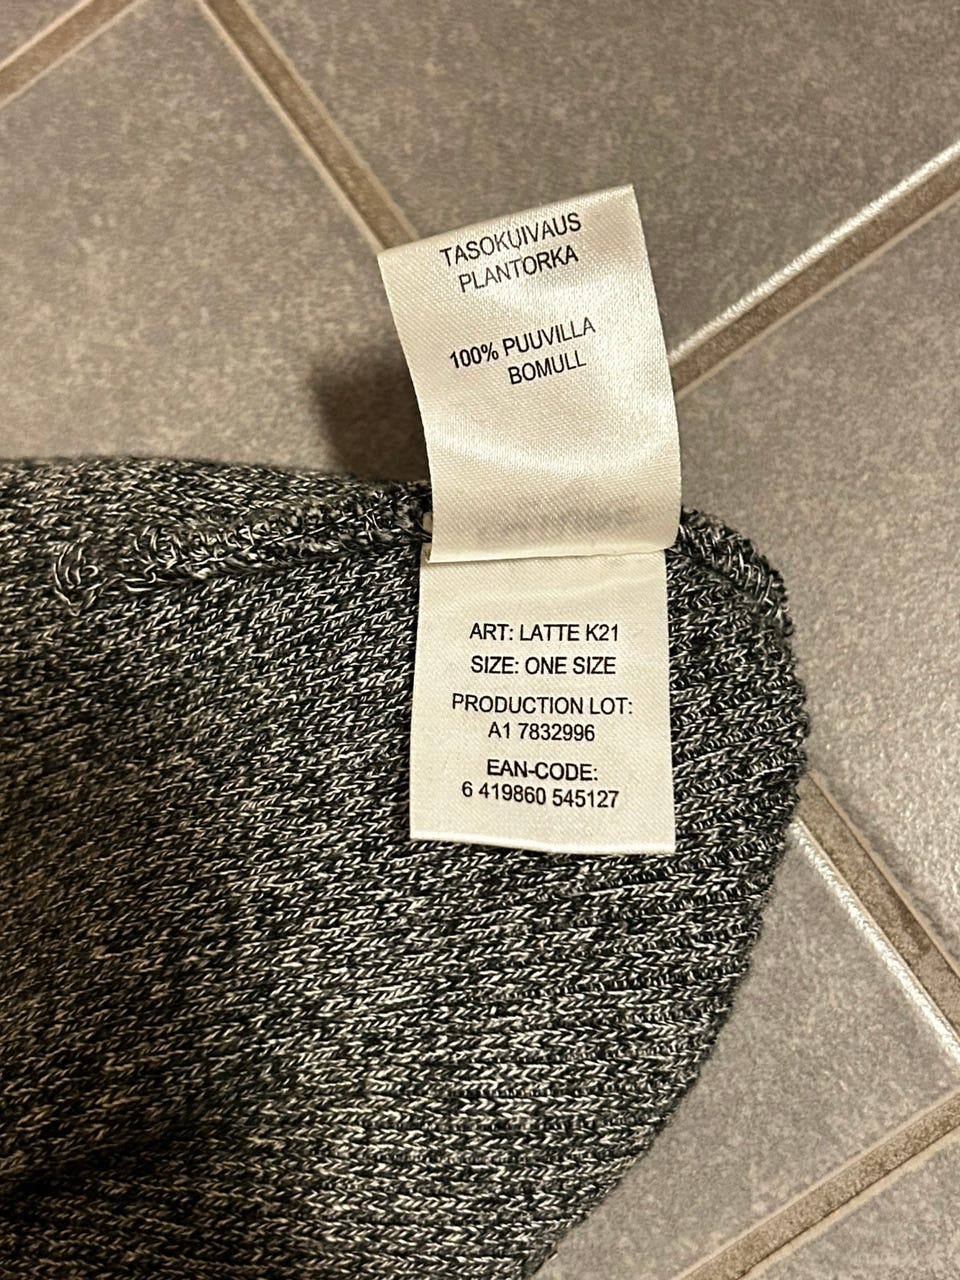 TASOKUIVAUS
PLANTORKA
100% PUUVILLA
BOMULL
ART: LATTE K21
SIZE: ONE SIZE
PRODUCTION LOT:
A1 7832996
EAN-CODE:
6 419860 545127